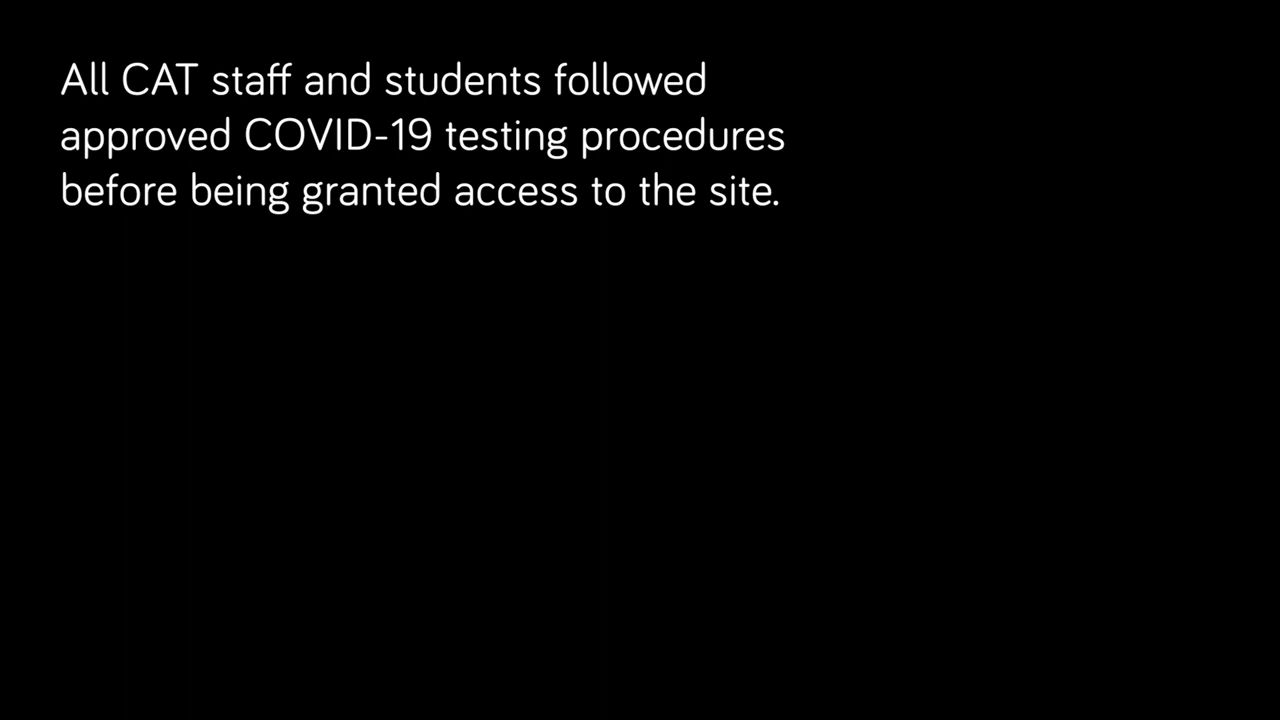 All CAT staff and students followed
approved COVID-19 testing procedures
before being granted access to the site.